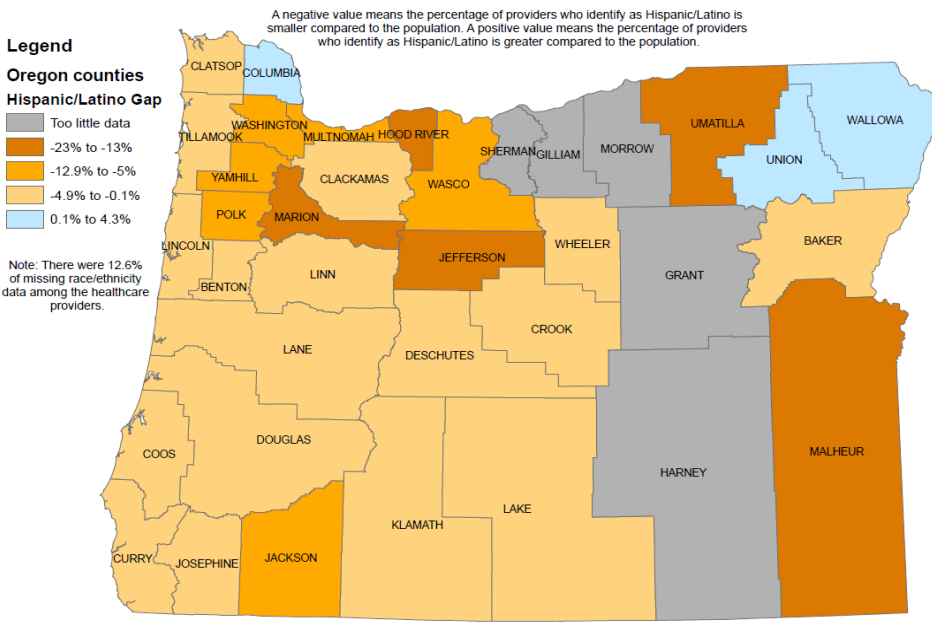 A negative value means the percentage of providers who identify as Hispanic/Latino is
smaller compared to the population. A positive value means the percentage of providers
who identify as Hispanic/Latino is greater compared to the population.
Legend
Oregon counties
Hispanic/Latino Gap
Too little data
-23% to -13%
-12.9% to -5%
-4.9% to -0.1%
0.1% to 4.3%
Note: There were 12.6%
of missing race/ethnicity
data among the healthcare
providers.
CLATSOP
COLUMBIA
TILLAMOOK
WASHINGTON
MULTNOMAH
HOOD RIVER
SHERMAN
GILLIAM
MORROW
UMATILLA
UNION
WALLOWA
YAMHILL
CLACKAMAS
WASCO
POLK
MARION
LINCOLN
BENTON
LINN
JEFFERSON
WHEELER
GRANT
BAKER
LANE
DESCHUTES
CROOK
COOS
DOUGLAS
HARNEY
MALHEUR
CURRY
JOSEPHINE
JACKSON
KLAMATH
LAKE